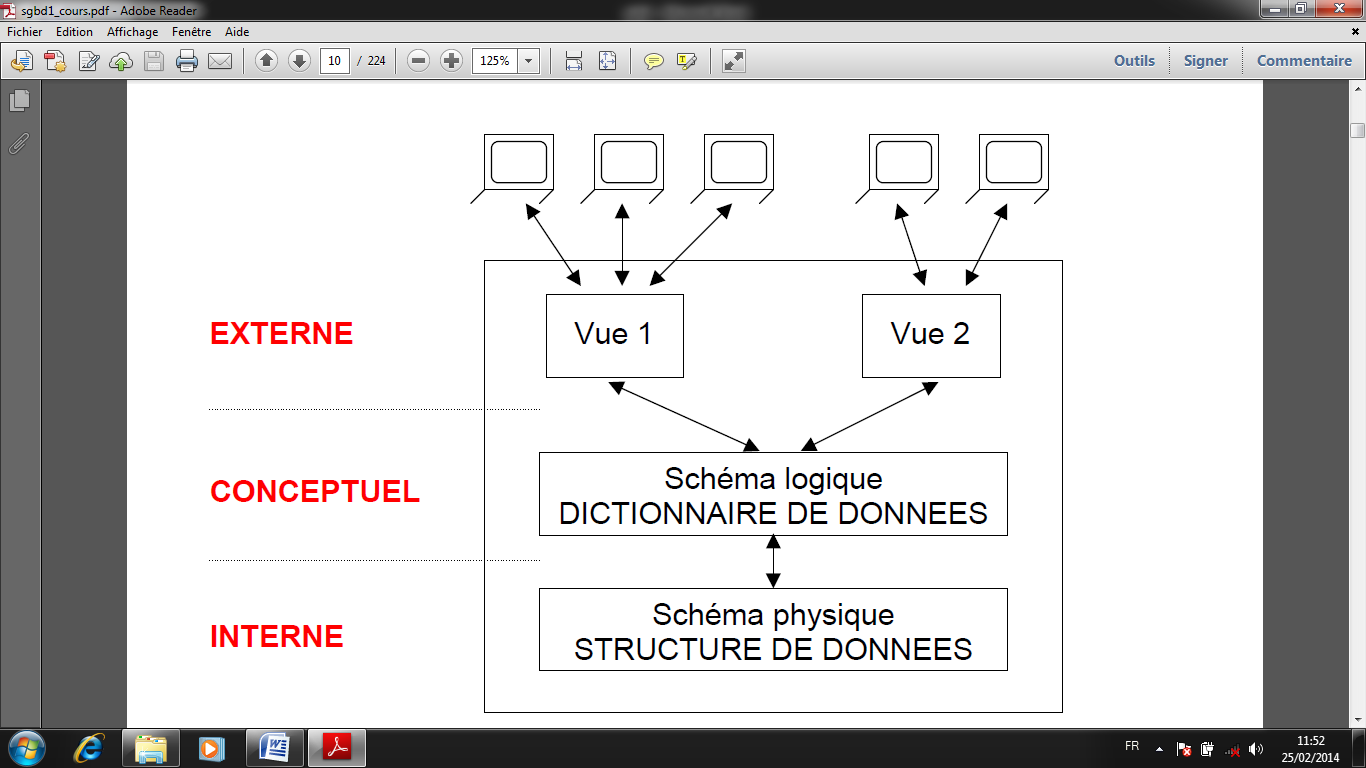 sgbd1_cours.pdf - Adobe Reader
Fichier Edition Affichage Fenêtre Aide
10 / 224 125% Outils Signer Commentaire
EXTERNE Vue 1 Vue 2
CONCEPTUEL
Schéma logique
DICTIONNAIRE DE DONNEES
INTERNE
Schéma physique
STRUCTURE DE DONNEES
FR 11:52
25/02/2014